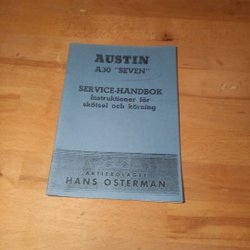 AUSTIN
A30 "SEVEN"
SERVICE-HANDBOK
Instruktioner för
skötsel och körning
AKTIEBOLAGET
HANS OSTERMAN